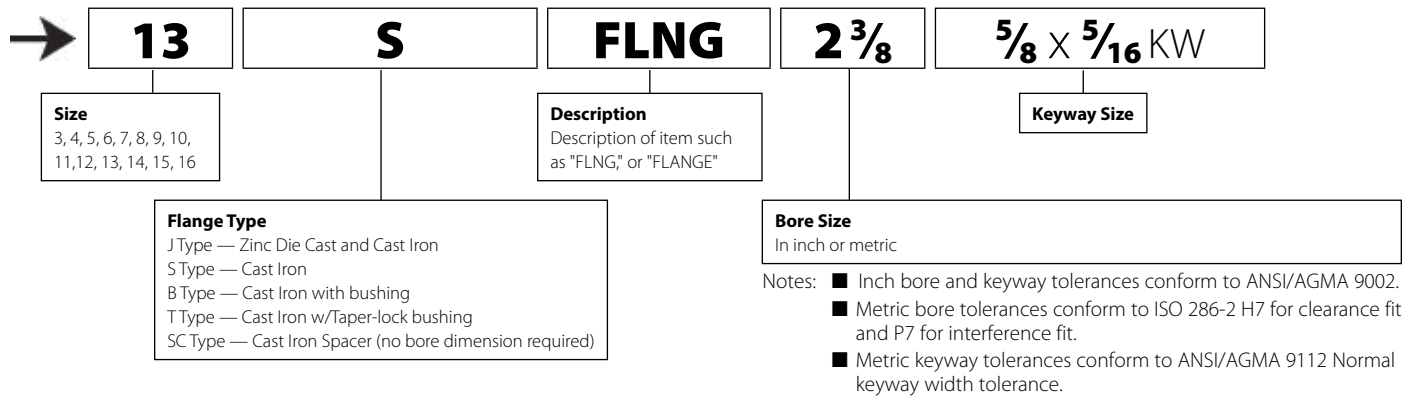 13 S FLNG 2 3/8 5/8 x 5/16 KW
Size
3, 4, 5, 6, 7, 8, 9, 10,
11,12, 13, 14, 15, 16
Description
Description of item such
as "FLNG," or "FLANGE"
Keyway Size
Flange Type
J Type — Zinc Die Cast and Cast Iron
S Type — Cast Iron
B Type — Cast Iron with bushing
T Type — Cast Iron w/Taper-lock bushing
SC Type — Cast Iron Spacer (no bore dimension required)
Bore Size
In inch or metric
Notes: ■ Inch bore and keyway tolerances conform to ANSI/AGMA 9002.
■ Metric bore tolerances conform to ISO 286-2 H7 for clearance fit
and P7 for interference fit.
■ Metric keyway tolerances conform to ANSI/AGMA 9112 Normal
keyway width tolerance.